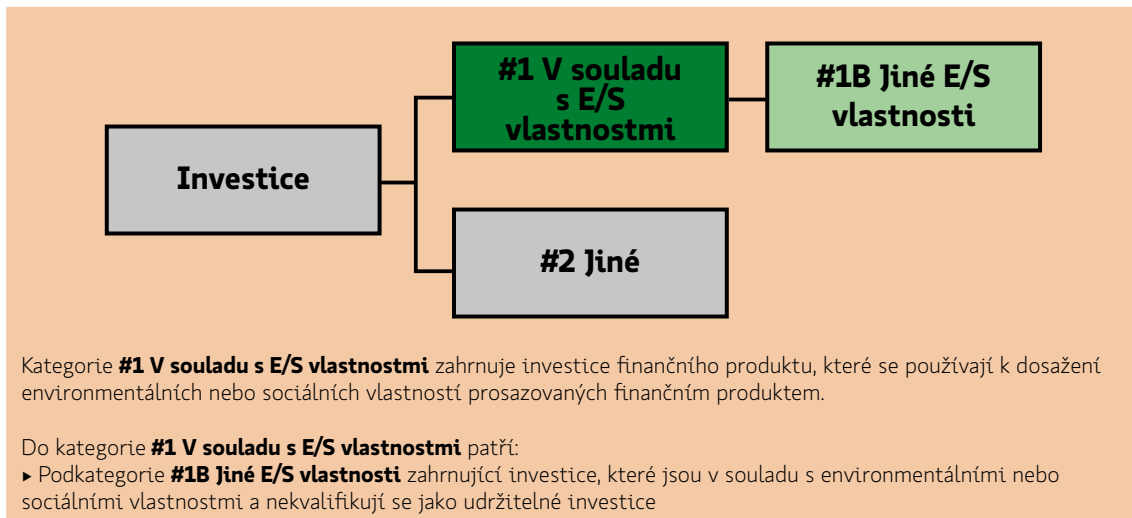 #1 V souladu
s E/S
vlastnostmi
#1B Jiné E/S
vlastnosti
Investice
#2 Jiné
Kategorie #1 V souladu s E/S vlastnostmi zahrnuje investice finančního produktu, které se používají k dosažení
environmentálních nebo sociálních vlastností prosazovaných finančním produktem.
Do kategorie #1 V souladu s E/S vlastnostmi patří:
▸ Podkategorie #1B Jiné E/S vlastnosti zahrnující investice, které jsou v souladu s environmentálními nebo
sociálními vlastnostmi a nekvalifikují se jako udržitelné investice